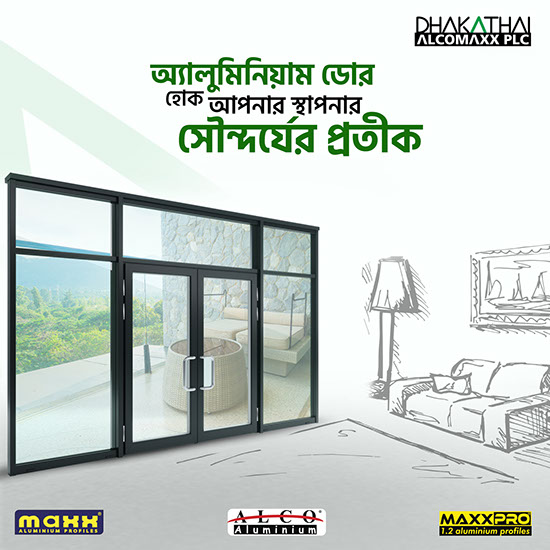 DHAKATHAI
ALCOMAXX PLC
অ্যালুমিনিয়াম ডোর
হোক আপনার স্থাপনার
সৌন্দর্যের প্রতীক
maxx
ALUMINIUM PROFILES
ALCO
Aluminium
MAXXPRO
1.2 aluminium profiles